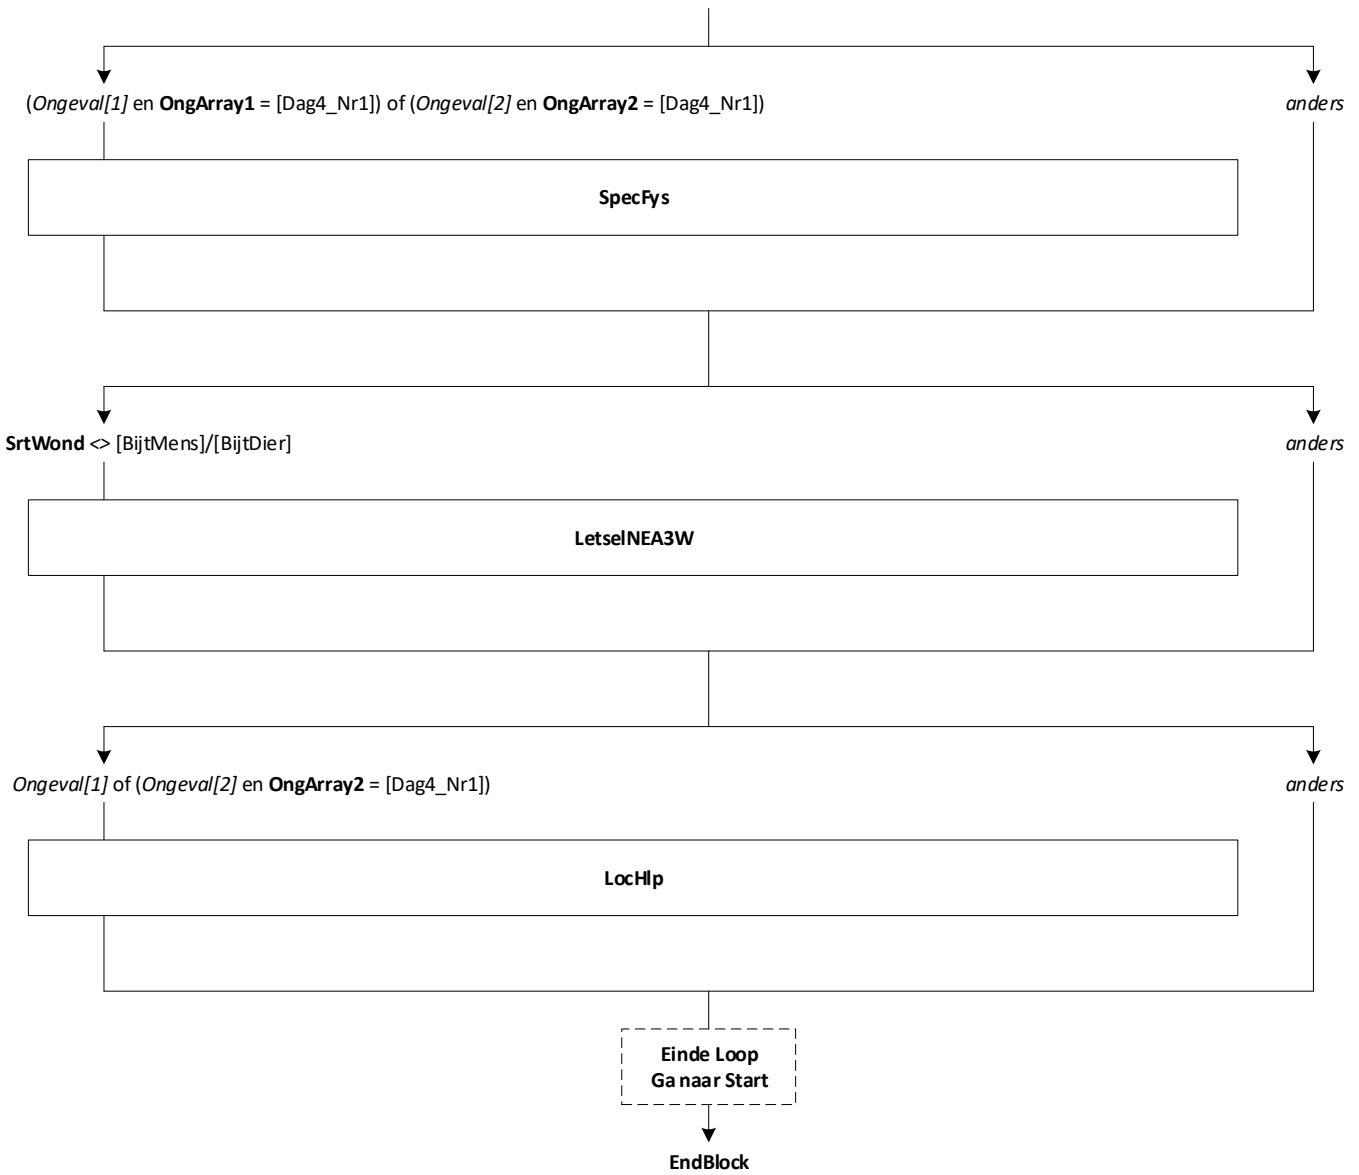 (Ongeval[1] en OngArray1 = [Dag4_Nr1]) of (Ongeval[2] en OngArray2 = [Dag4_Nr1])
anders
SpecFys
SrtWond <> [BijtMens]/[BijtDier]
anders
LetselNEA3W
Ongeval[1] of (Ongeval[2] en OngArray2 = [Dag4_Nr1])
anders
LocHlp
Einde Loop
Ga naar Start
EndBlock